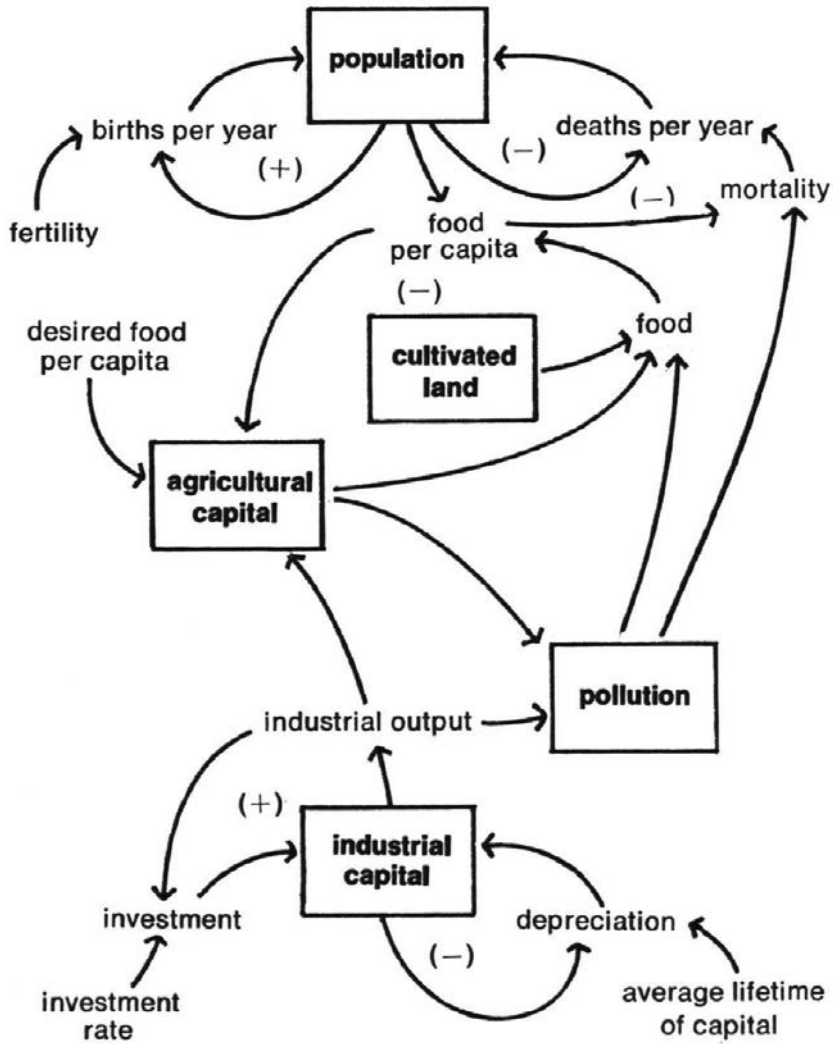 population
births per year
deaths per year
(+)
(−)
mortality
(−)
fertility
food
per capita
(−)
desired food
per capita
food
cultivated
land
agricultural
capital
pollution
industrial output
(+)
industrial
capital
investment
depreciation
(−)
investment
rate
average lifetime
of capital